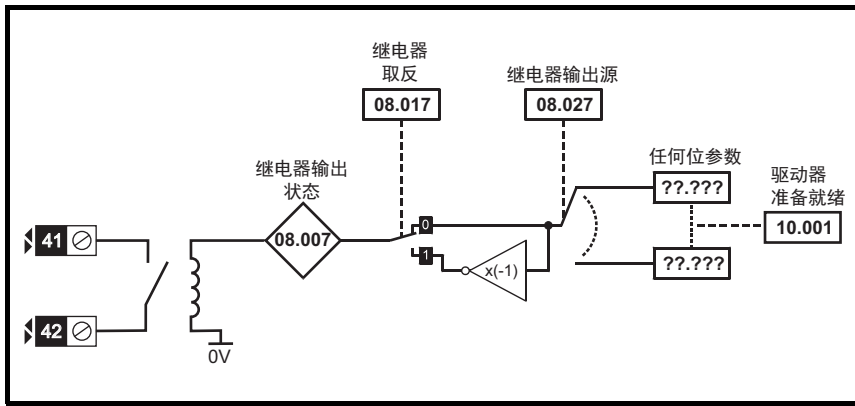 继电器
取反
08.017
继电器输出源
08.027
任何位参数
??.???
驱动器
准备就绪
10.001
??.???
继电器输出
状态
08.007
0
1
x(-1)
41
42
0V